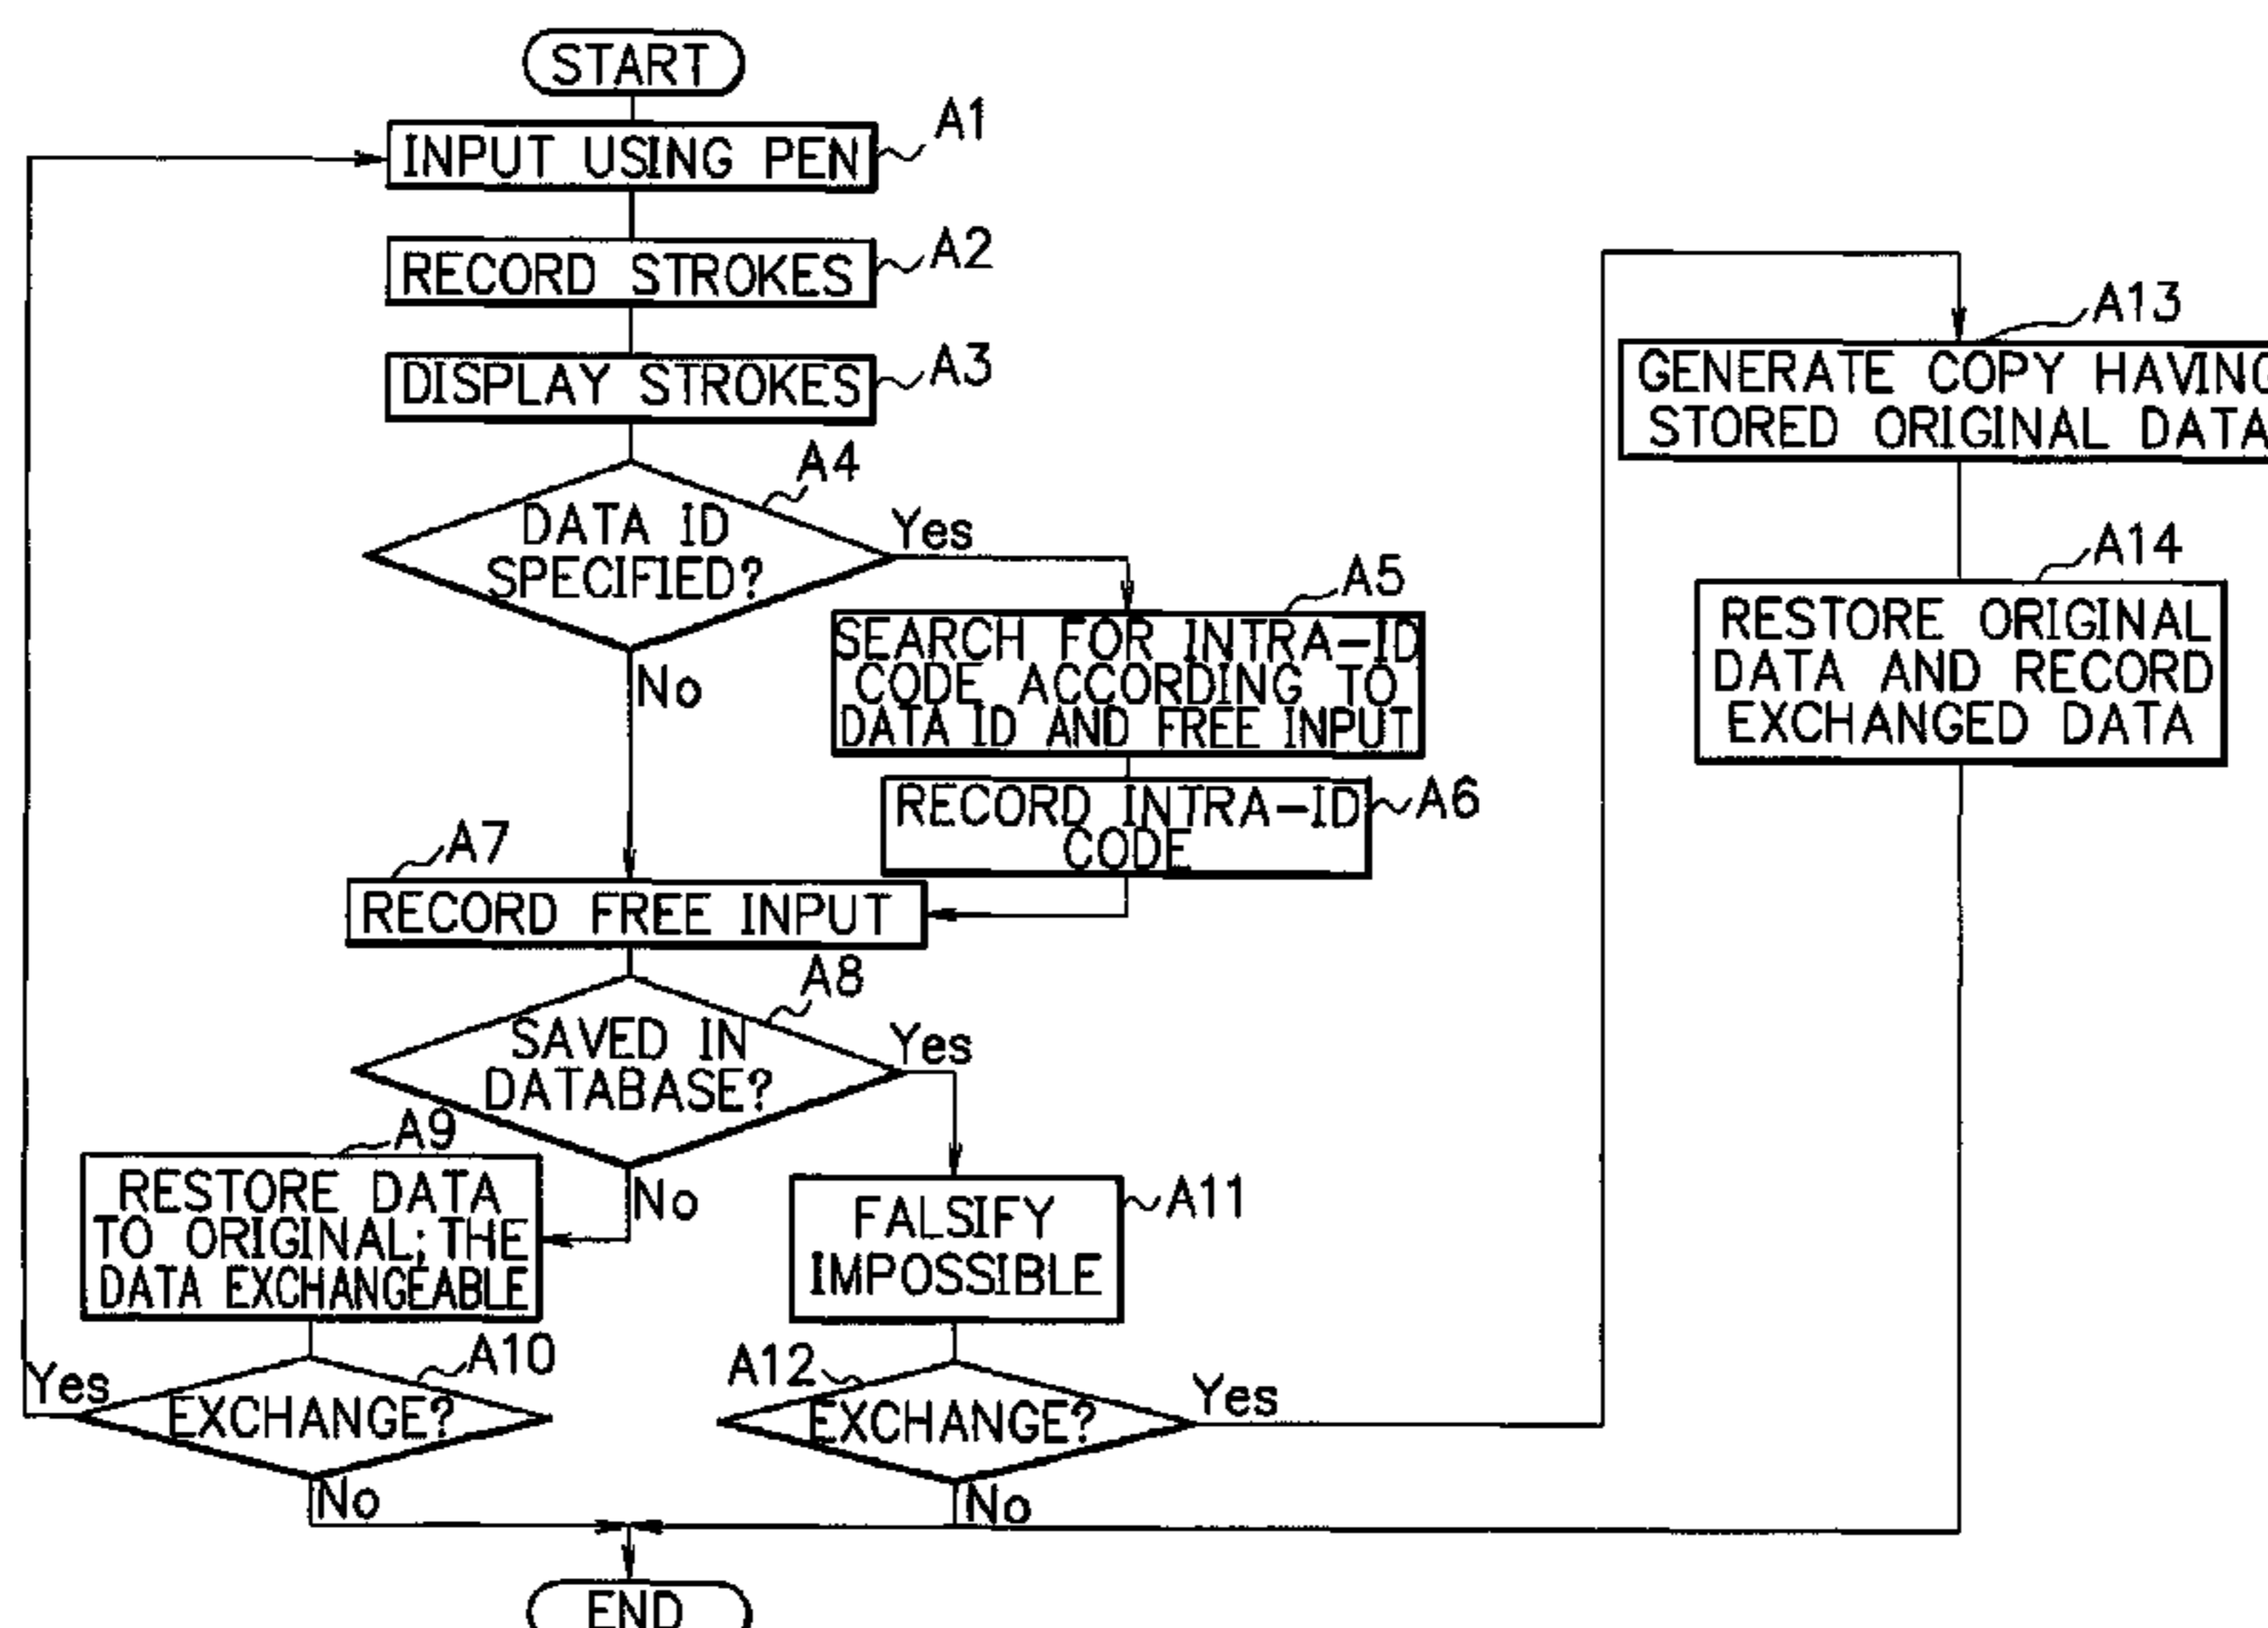 START
A1
INPUT USING PEN
A2
RECORD STROKES
A3
DISPLAY STROKES
A4
DATA ID
SPECIFIED?
Yes
No
A5
SEARCH FOR INTRA-ID
CODE ACCORDING TO
DATA ID AND FREE INPUT
A6
RECORD INTRA-ID
CODE
A7
RECORD FREE INPUT
A8
SAVED IN
DATABASE?
Yes
No
A9
RESTORE DATA
TO ORIGINAL; THE
DATA EXCHANGEABLE
A10
EXCHANGE?
Yes
No
A11
FALSIFY
IMPOSSIBLE
A12
EXCHANGE?
Yes
No
A13
GENERATE COPY HAVING
STORED ORIGINAL DATA
A14
RESTORE ORIGINAL
DATA AND RECORD
EXCHANGED DATA
END